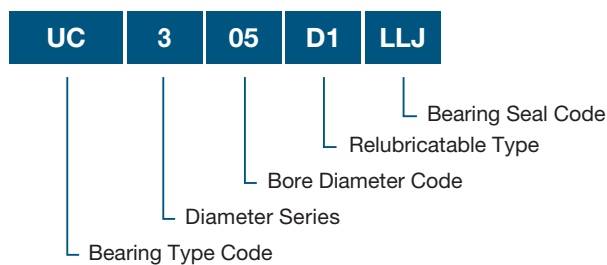 UC 3 05 D1 LLJ
Bearing Seal Code
Relubricatable Type
Bore Diameter Code
Diameter Series
Bearing Type Code